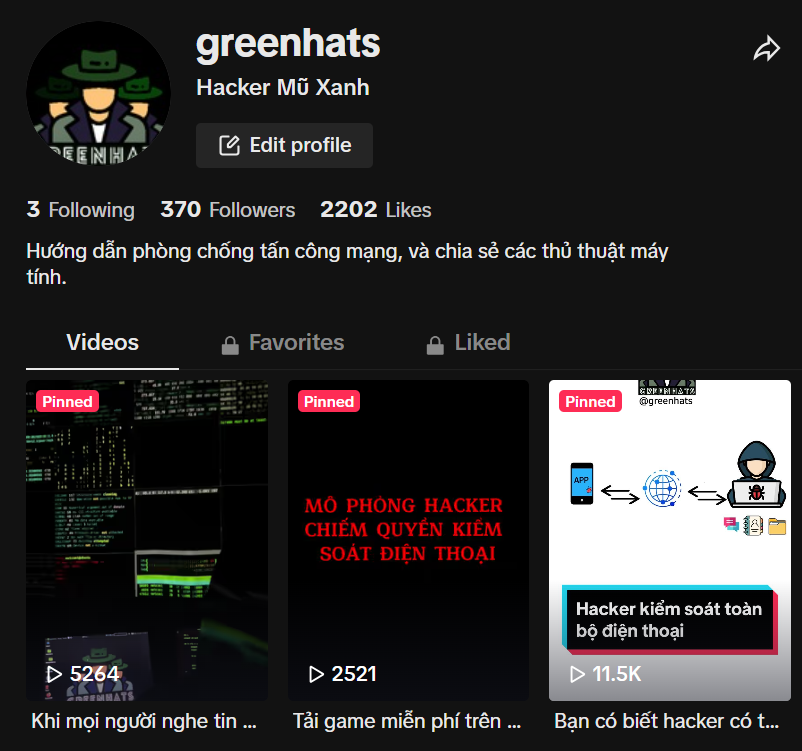 greenhats
Hacker Mũ Xanh
Edit profile
3 Following 370 Followers 2202 Likes
Hướng dẫn phòng chống tấn công mạng, và chia sẻ các thủ thuật máy
tính.
Videos Favorites Liked
Pinned
5264
GREENHATS
Khi mọi người nghe tin ...
Pinned
MÔ PHỎNG HACKER
CHIẾM QUYỀN KIỂM
SOÁT ĐIỆN THOẠI
2521
Tải game miễn phí trên ...
Pinned
GREENHATS
@greenhats
APP
Hacker kiểm soát toàn
bộ điện thoại
11.5K
Bạn có biết hacker có t...